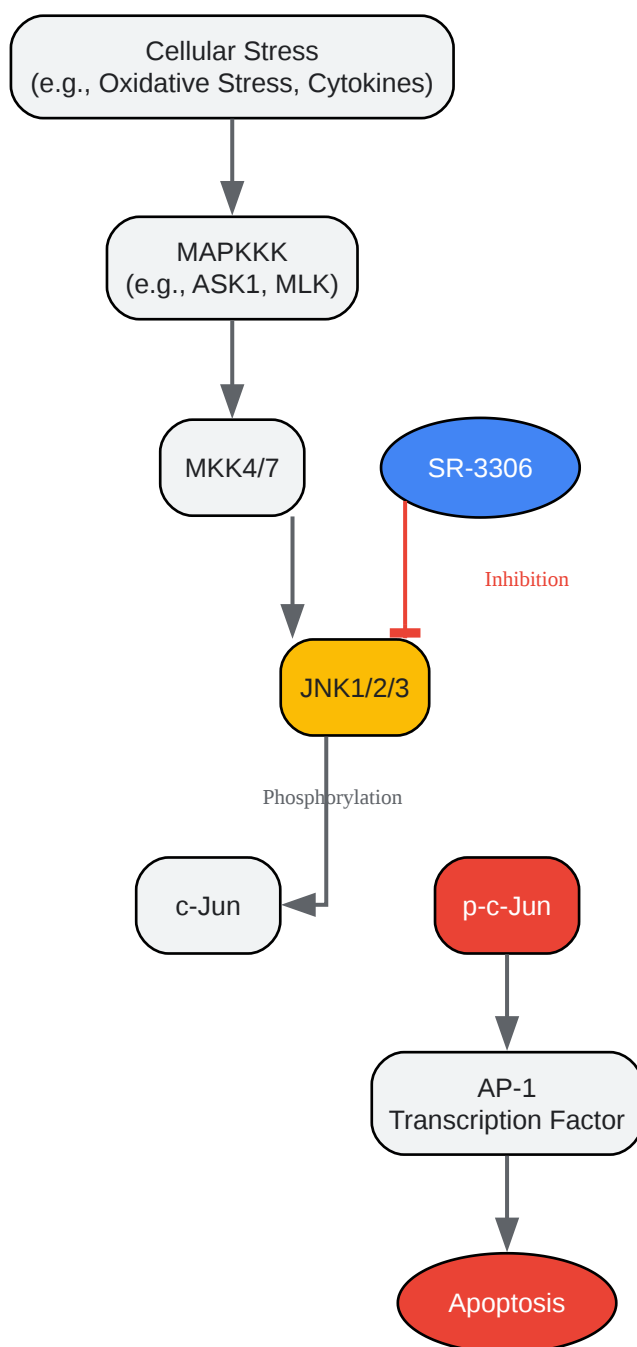 Cellular Stress
(e.g., Oxidative Stress, Cytokines)
MAPKKK
(e.g., ASK1, MLK)
MKK4/7
SR-3306
Inhibition
JNK1/2/3
Phosphorylation
c-Jun
p-c-Jun
AP-1
Transcription Factor
Apoptosis